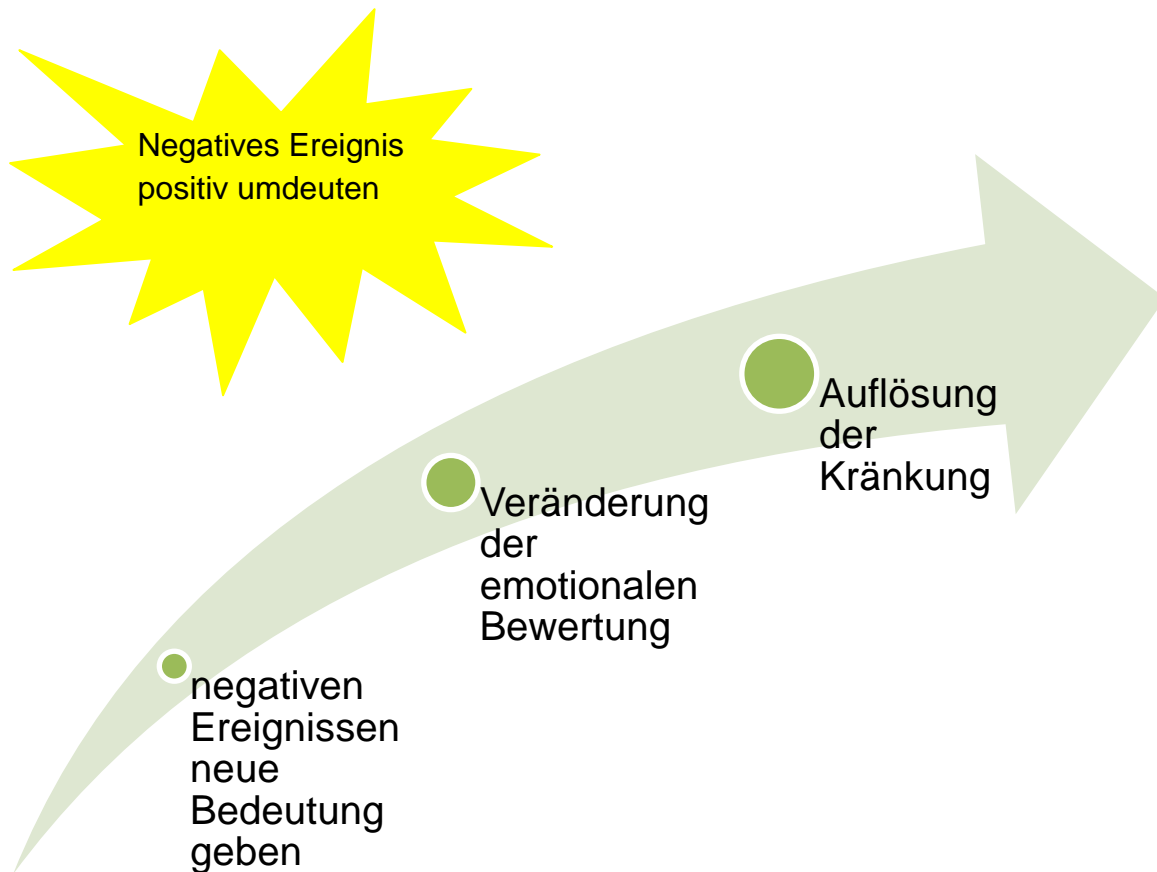 Negatives Ereignis
positiv umdeuten
negativen
Ereignissen
neue
Bedeutung
geben
Veränderung
der
emotionalen
Bewertung
Auflösung
der
Kränkung